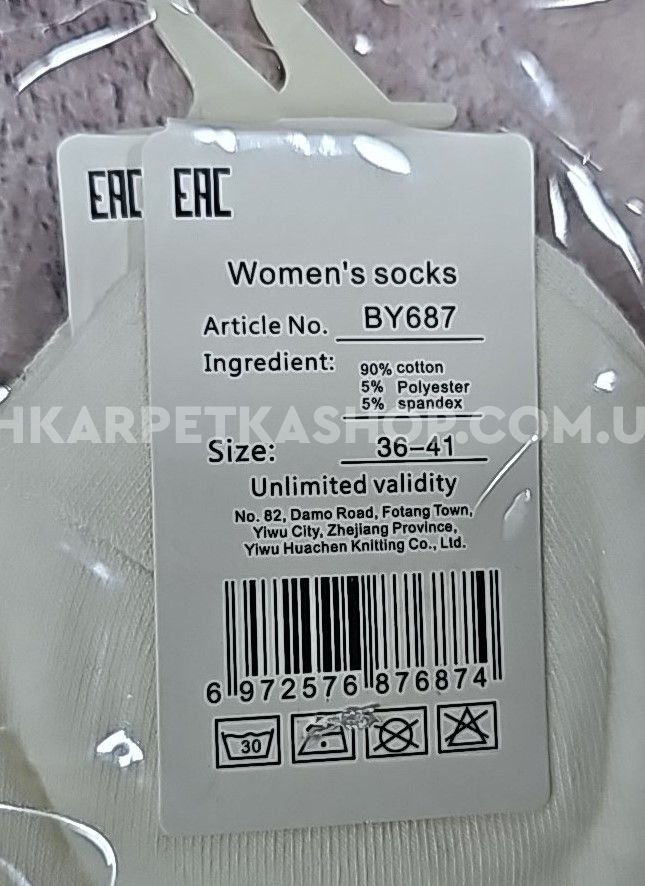 EAC EAC
Women's socks
Article No. BY687
Ingredient: 90% cotton
5% Polyester
5% spandex
HKARPETKASHOP.COM.U
Size: 36-41
Unlimited validity
No. 82, Damo Road, Fotang Town,
Yiwu City, Zhejiang Province,
Yiwu Huachen Knitting Co., Ltd.
6 972576 876874
30